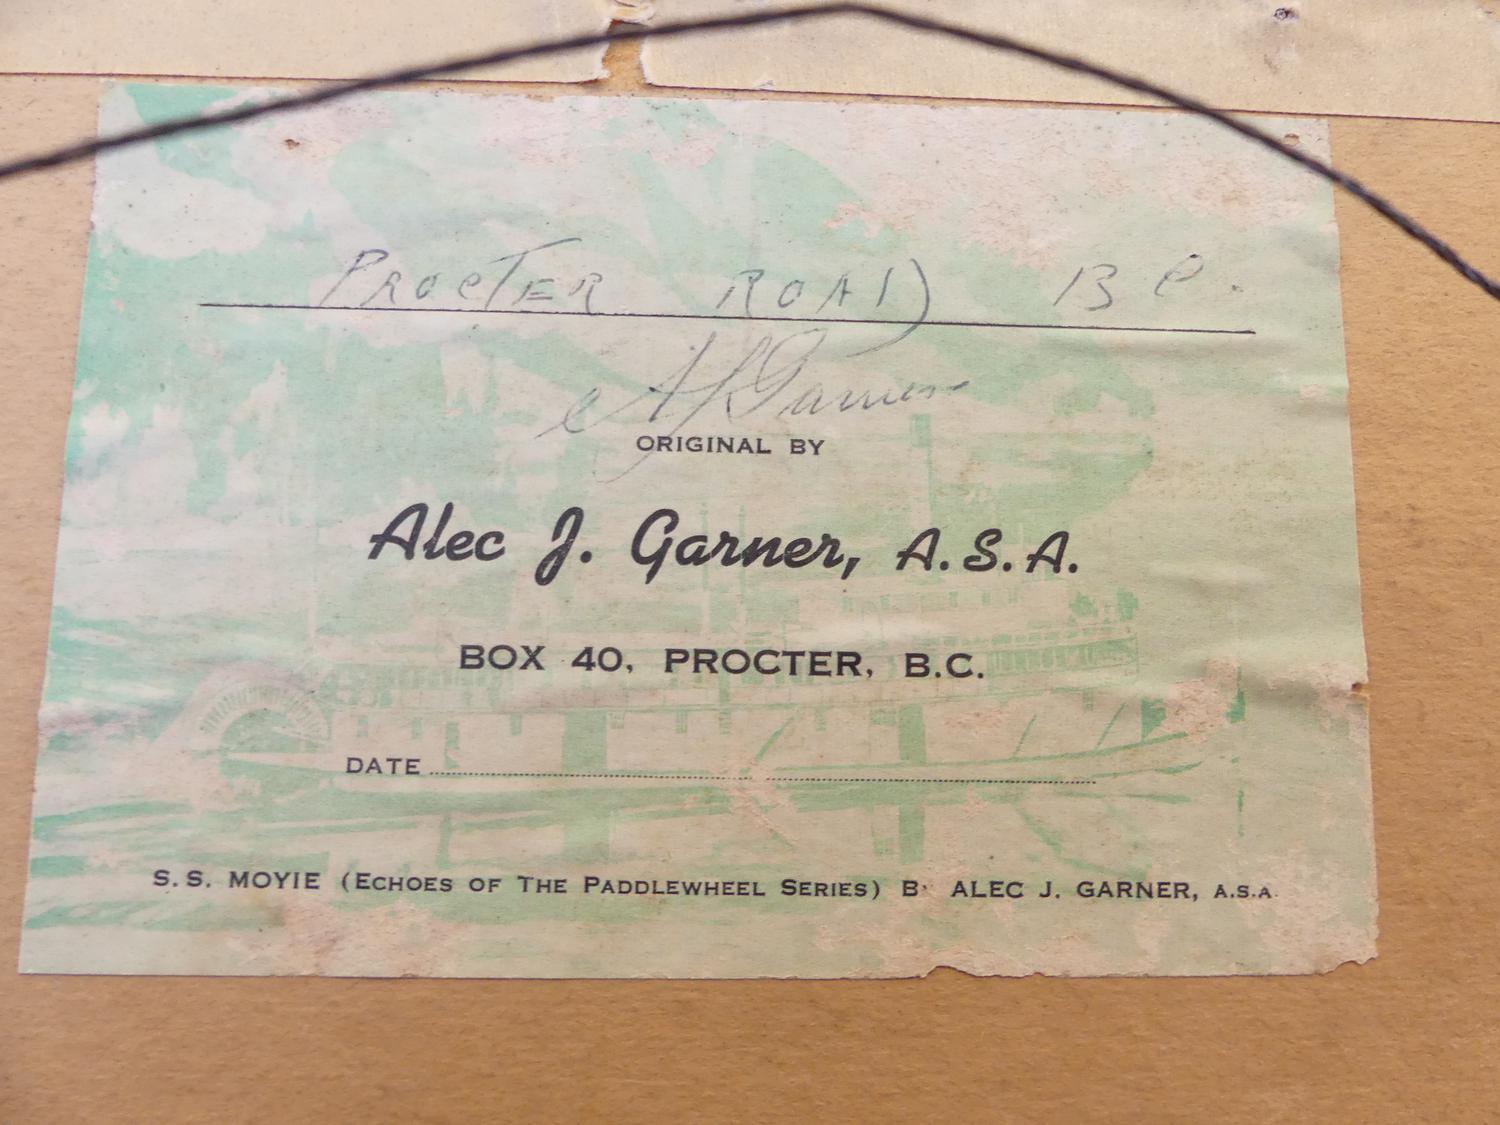 PROCTER ROAD B C.
A J Garner
ORIGINAL BY
Alec J. Garner, A.S.A.
BOX 40, PROCTER, B.C.
DATE
S.S. MOYIE (ECHOES OF THE PADDLEWHEEL SERIES) B ALEC J. GARNER, A.S.A.